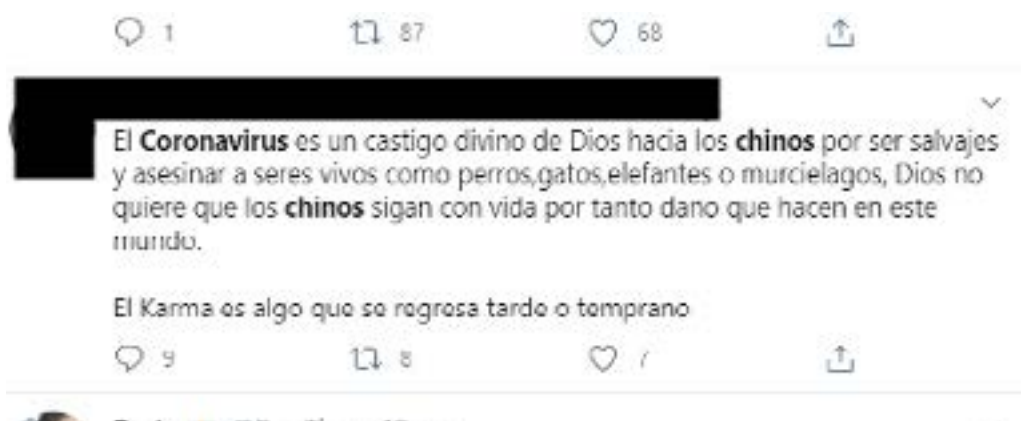 1 87 68
El Coronavirus es un castigo divino de Dios hacia los chinos por ser salvajes
y asesinar a seres vivos como perros,gatos,elefantes o murcielagos, Dios no
quiere que los chinos sigan con vida por tanto dano que hacen en este
mundo.
El Karma es algo que se regresa tarde o temprano
9 8 7